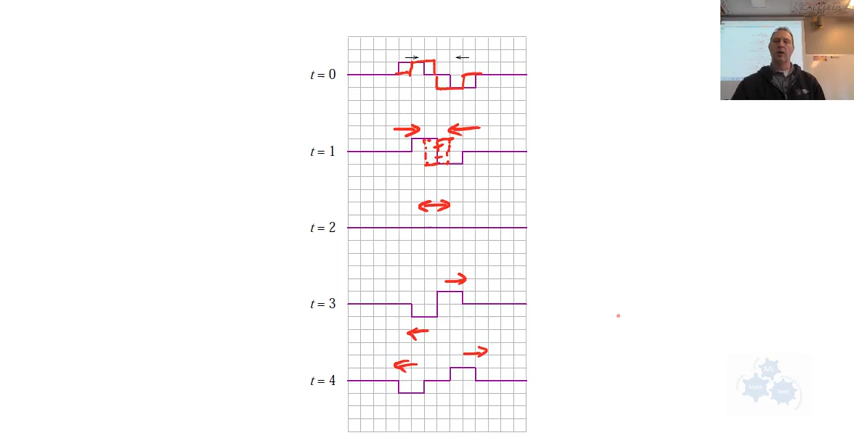 t = 0
t = 1
t = 2
t = 3
t = 4